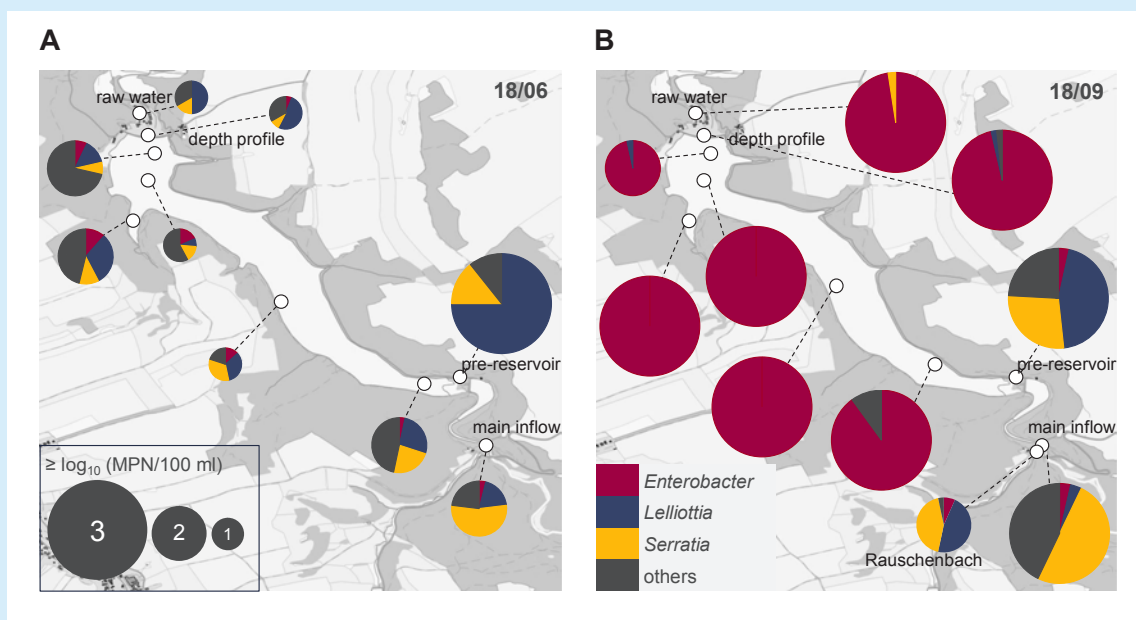 A
18/06
raw water
depth profile
pre-reservoir
main inflow
≥ log₁₀ (MPN/100 ml)
3
2
1
B
18/09
raw water
depth profile
pre-reservoir
main inflow
Rauschenbach
Enterobacter
Lelliottia
Serratia
others